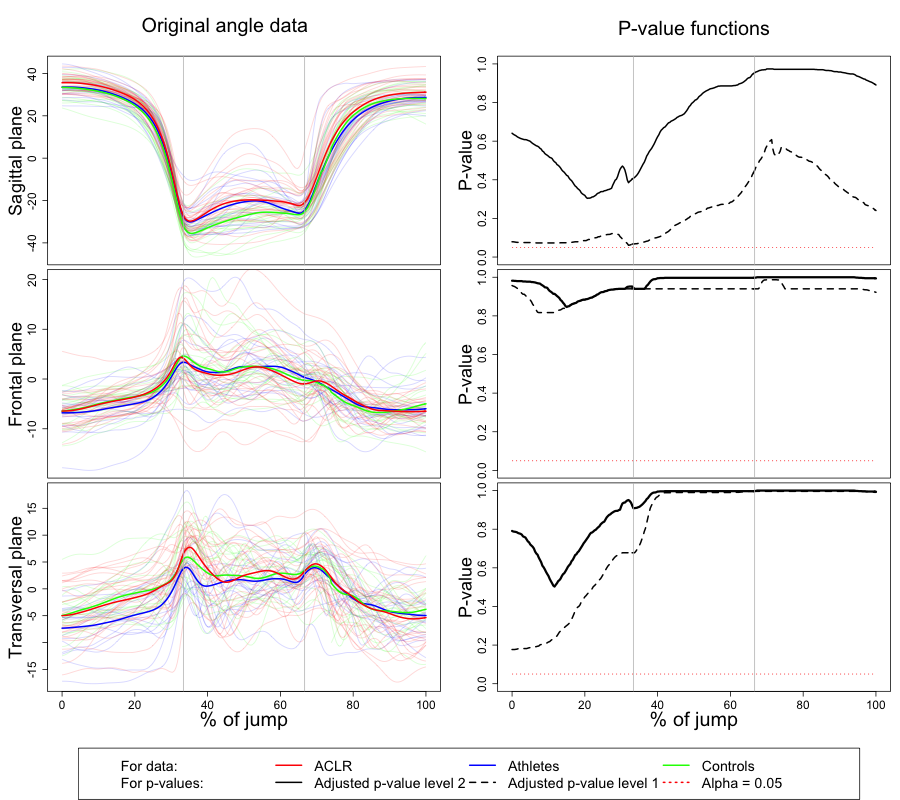 Original angle data
P-value functions
Sagittal plane
40
20
0
-20
-40
P-value
1.0
0.8
0.6
0.4
0.2
0.0
Frontal plane
20
10
0
-10
P-value
1.0
0.8
0.6
0.4
0.2
0.0
Transversal plane
15
10
5
0
-5
-15
P-value
1.0
0.8
0.6
0.4
0.2
0.0
0 20 40 60 80 100
% of jump
0 20 40 60 80 100
% of jump
For data: ACLR Athletes Controls
For p-values: Adjusted p-value level 2 Adjusted p-value level 1 Alpha = 0.05